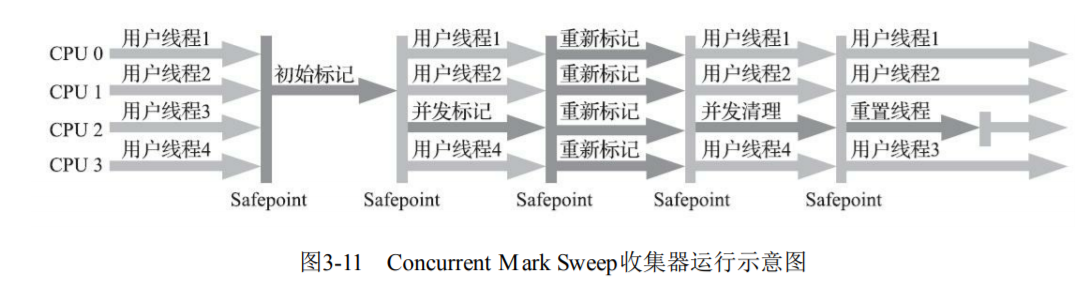 CPU 0 用户线程1 用户线程1 重新标记 用户线程1 用户线程1
初始标记
CPU 1 用户线程2 用户线程2 重新标记 用户线程2 用户线程2
CPU 2 用户线程3 并发标记 重新标记 并发清理 重置线程
CPU 3 用户线程4 用户线程4 重新标记 用户线程4 用户线程3
Safepoint Safepoint Safepoint Safepoint Safepoint
图3-11 Concurrent Mark Sweep收集器运行示意图